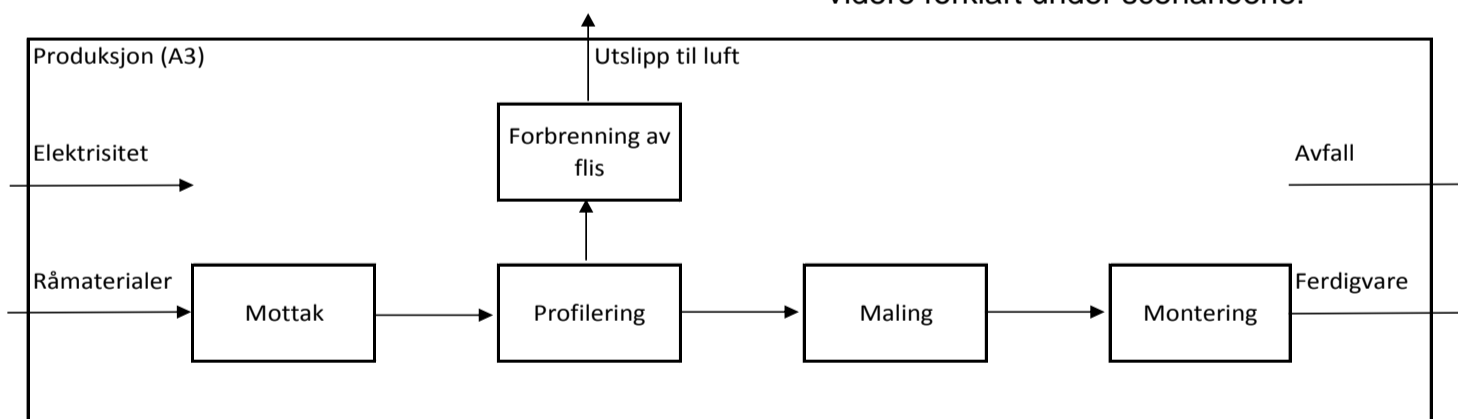 Produksjon (A3)
Utslipp til luft
Forbrenning av
flis
Elektrisitet
Avfall
Råmaterialer
Ferdigvare
Mottak
Profilering
Maling
Montering